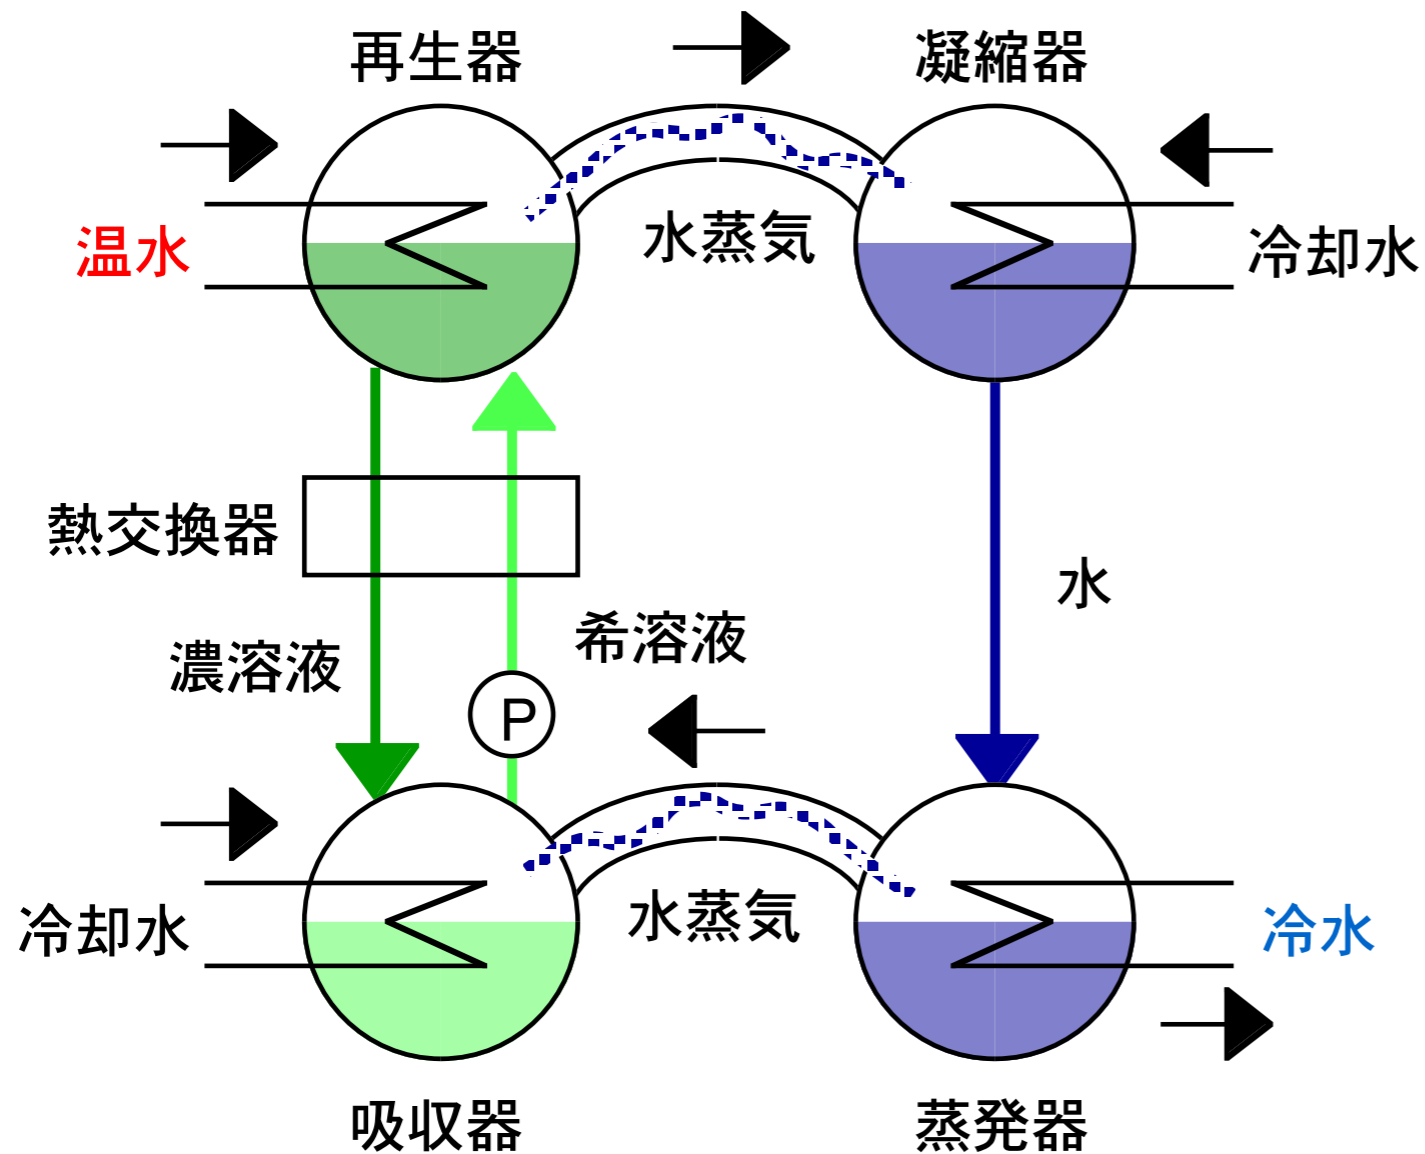 再生器
凝縮器
温水
水蒸気
冷却水
熱交換器
水
希溶液
濃溶液
P
冷却水
水蒸気
冷水
吸収器
蒸発器